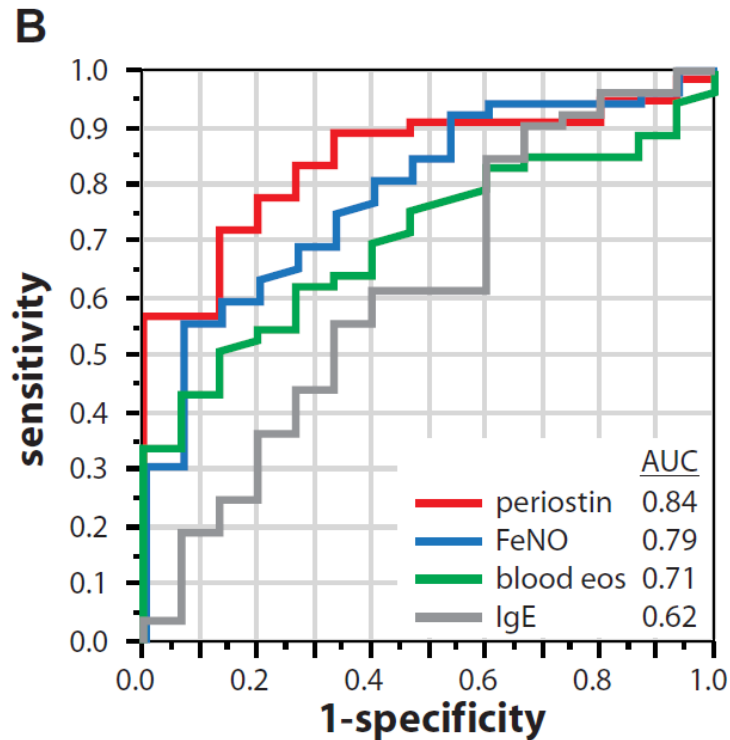 B
1.0
0.9
0.8
0.7
0.6
0.5
0.4
0.3
0.2
0.1
0.0
sensitivity
AUC
periostin 0.84
FeNO 0.79
blood eos 0.71
IgE 0.62
0.0 0.2 0.4 0.6 0.8 1.0
1-specificity